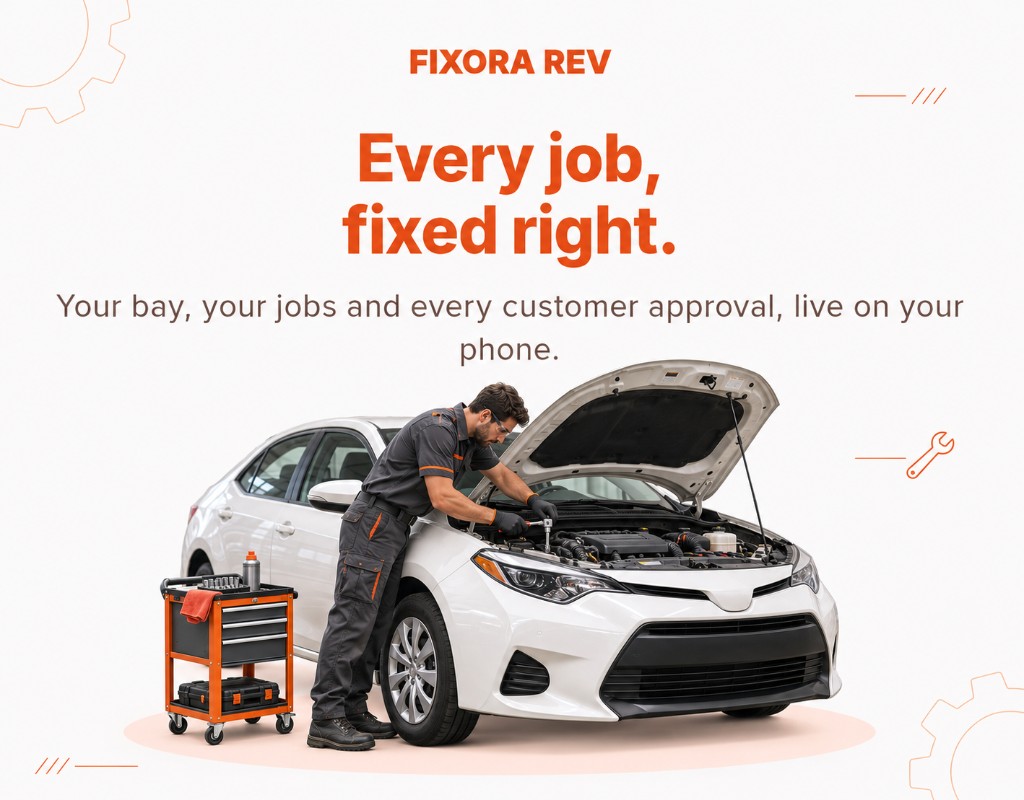 FIXORA REV
Every job,
fixed right.
Your bay, your jobs and every customer approval, live on your
phone.